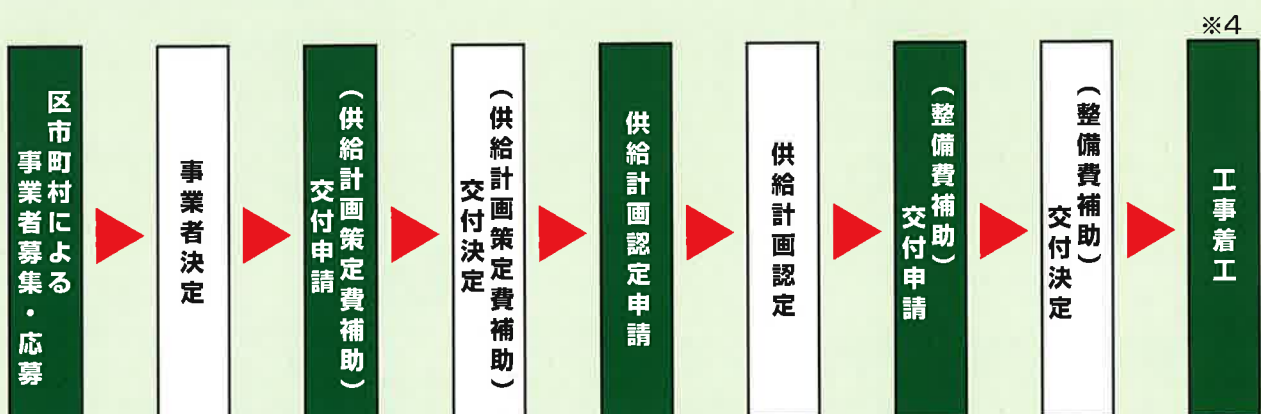 区市町村による
事業者募集・応募
事業者決定
(供給計画策定費補助)
交付申請
(供給計画策定費補助)
交付決定
供給計画認定申請
供給計画認定
(整備費補助)
交付申請
(整備費補助)
交付決定
※4
工事着工